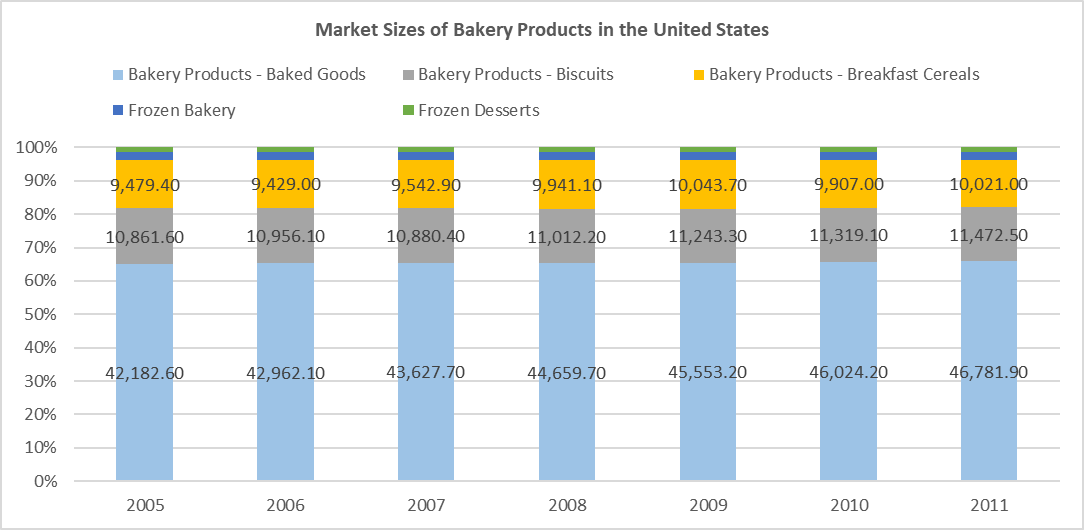 Market Sizes of Bakery Products in the United States
Bakery Products - Baked Goods Bakery Products - Biscuits Bakery Products - Breakfast Cereals
Frozen Bakery Frozen Desserts
100%
90%
9,479.40 9,429.00 9,542.90 9,941.10 10,043.70 9,907.00 10,021.00
80%
10,861.60 10,956.10 10,880.40 11,012.20 11,243.30 11,319.10 11,472.50
70%
60%
50%
40%
42,182.60 42,962.10 43,627.70 44,659.70 45,553.20 46,024.20 46,781.90
30%
20%
10%
0%
2005 2006 2007 2008 2009 2010 2011